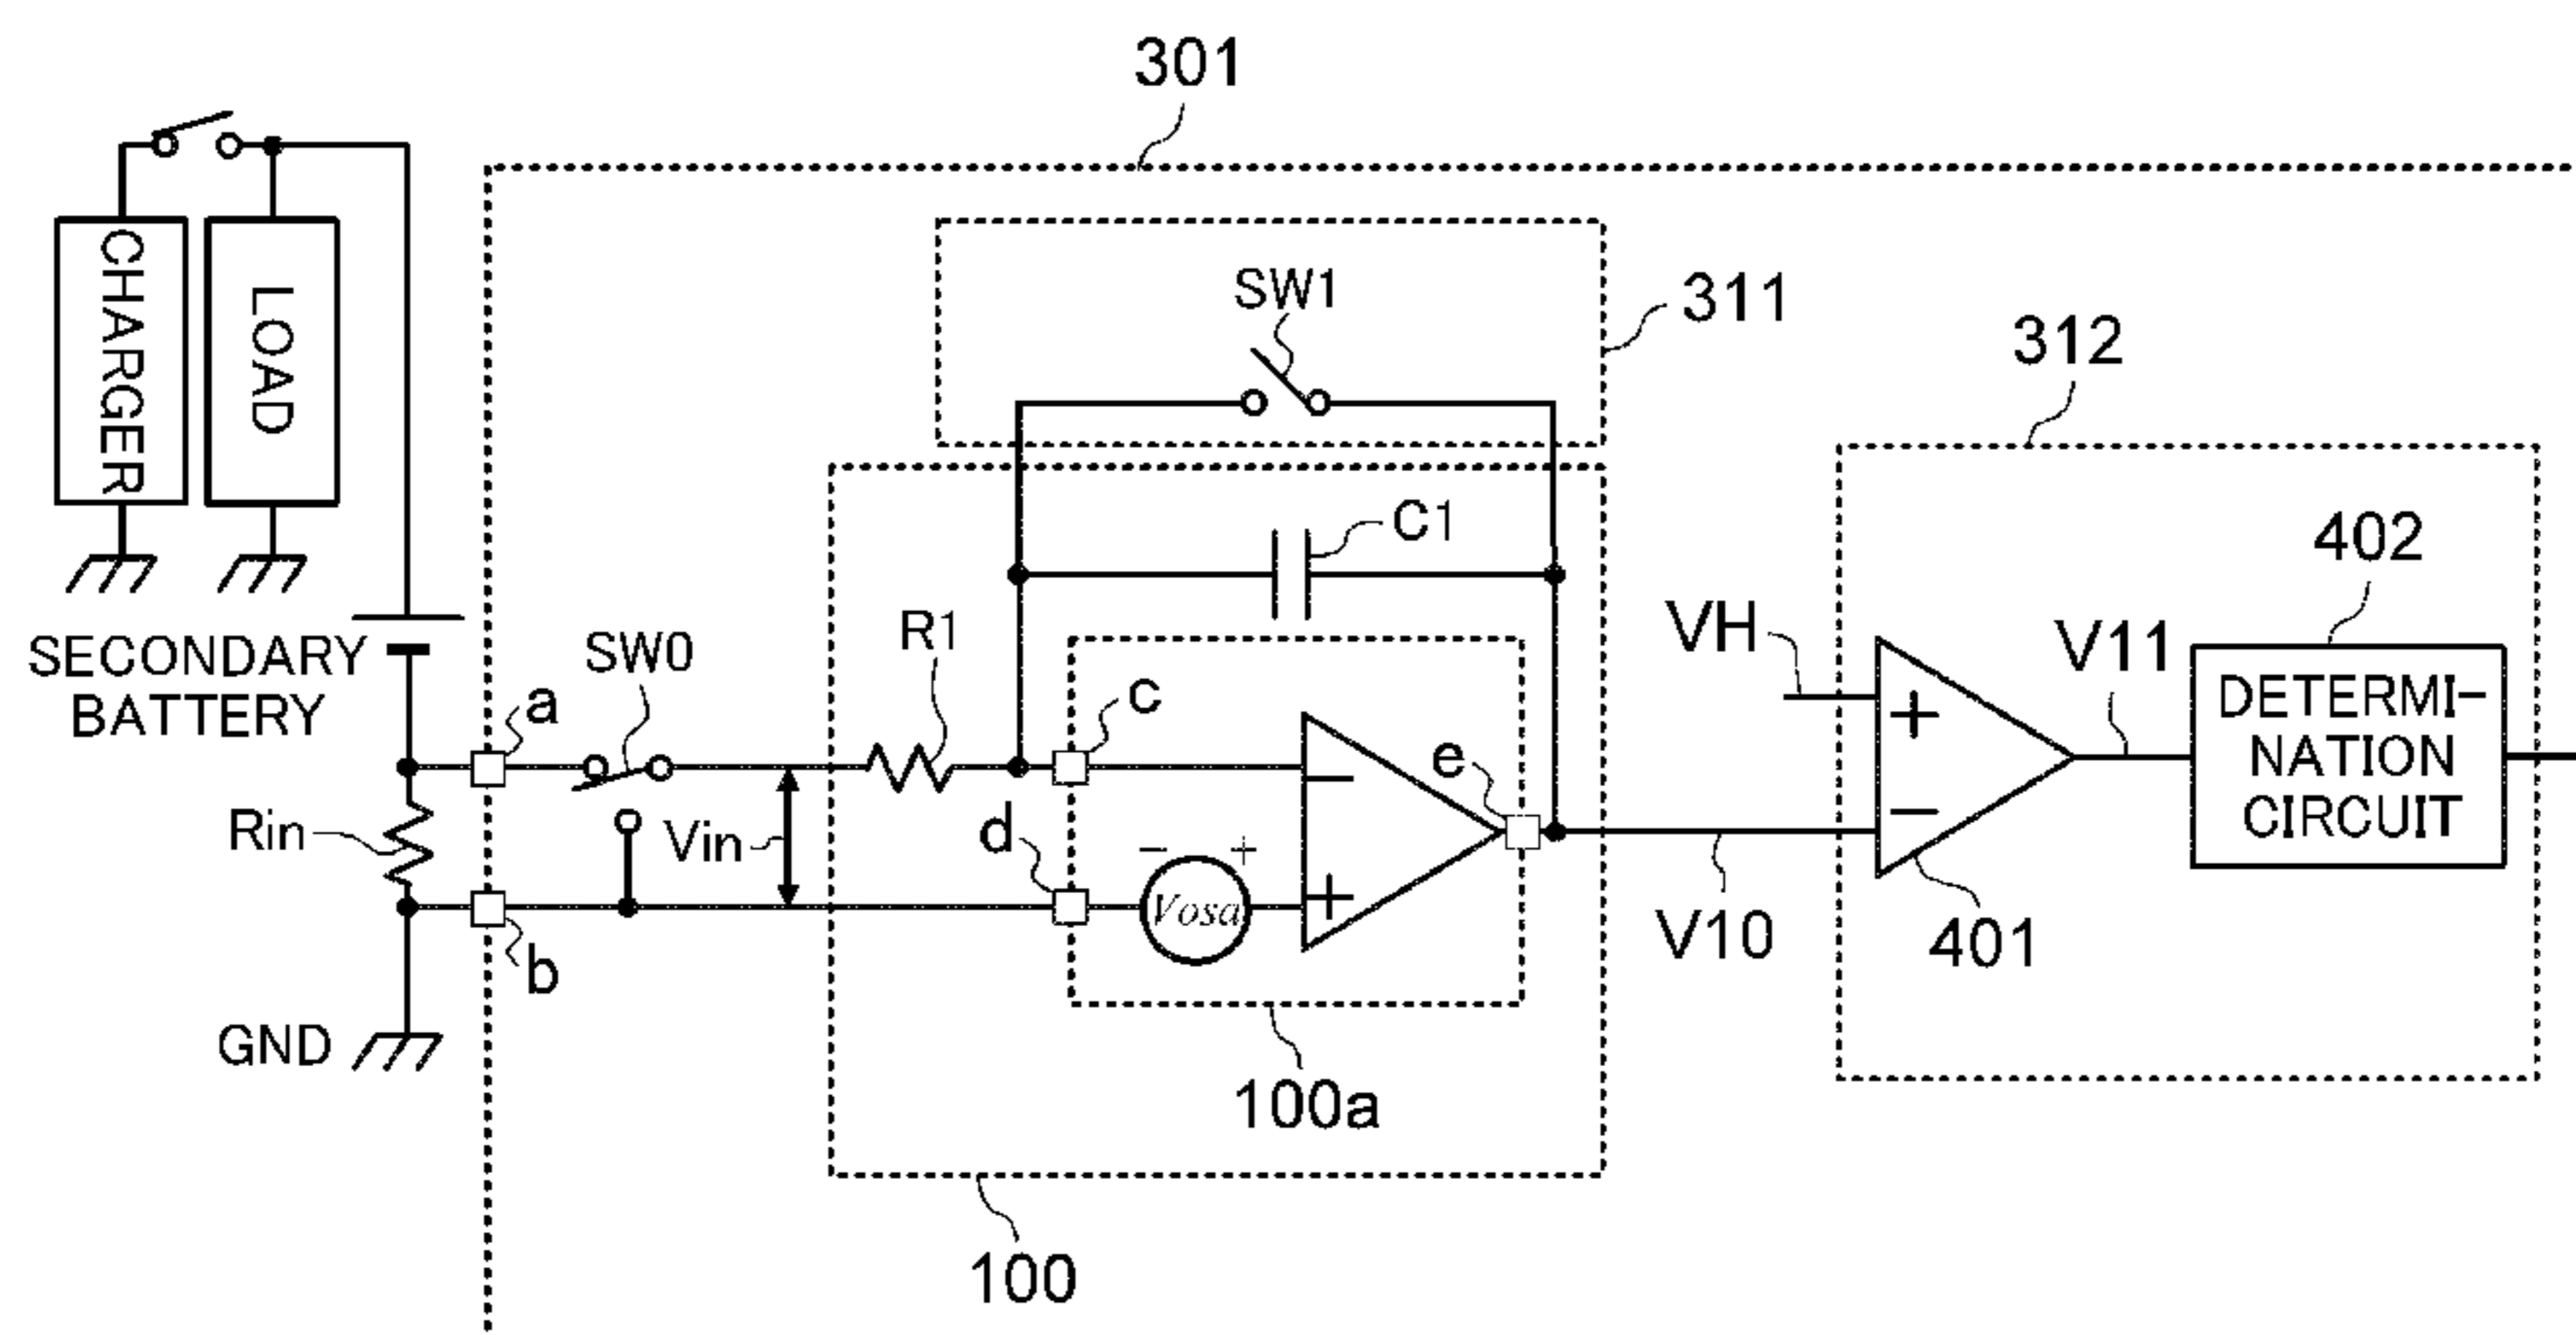 301
CHARGER
LOAD
SW1
311
312
C1
402
R1
VH
V11
SECONDARY
BATTERY
SW0
a
c
DETERMI-
NATION
CIRCUIT
+
−
e
Rin
Vin
d
− +
Vosa
+
−
b
V10
401
GND
100a
100